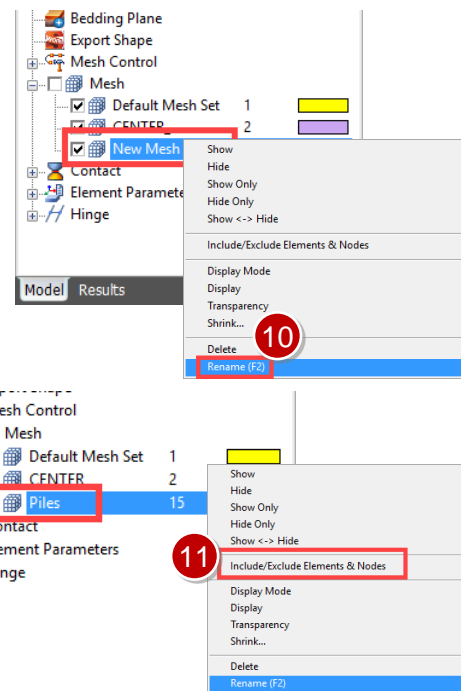 Bedding Plane
Export Shape
Mesh Control
Mesh
Default Mesh Set 1
CENTER_ 2
New Mesh
Contact
Element Paramete
Hinge
Model Results
Show
Hide
Show Only
Hide Only
Show <-> Hide
Include/Exclude Elements & Nodes
Display Mode
Display
Transparency
Shrink...
10
Delete
Rename (F2)
esh Control
Mesh
Default Mesh Set 1
CENTER 2
Piles 15
ontact
ement Parameters
nge
Show
Hide
Show Only
Hide Only
Show <-> Hide
11
Include/Exclude Elements & Nodes
Display Mode
Display
Transparency
Shrink...
Delete
Rename (F2)